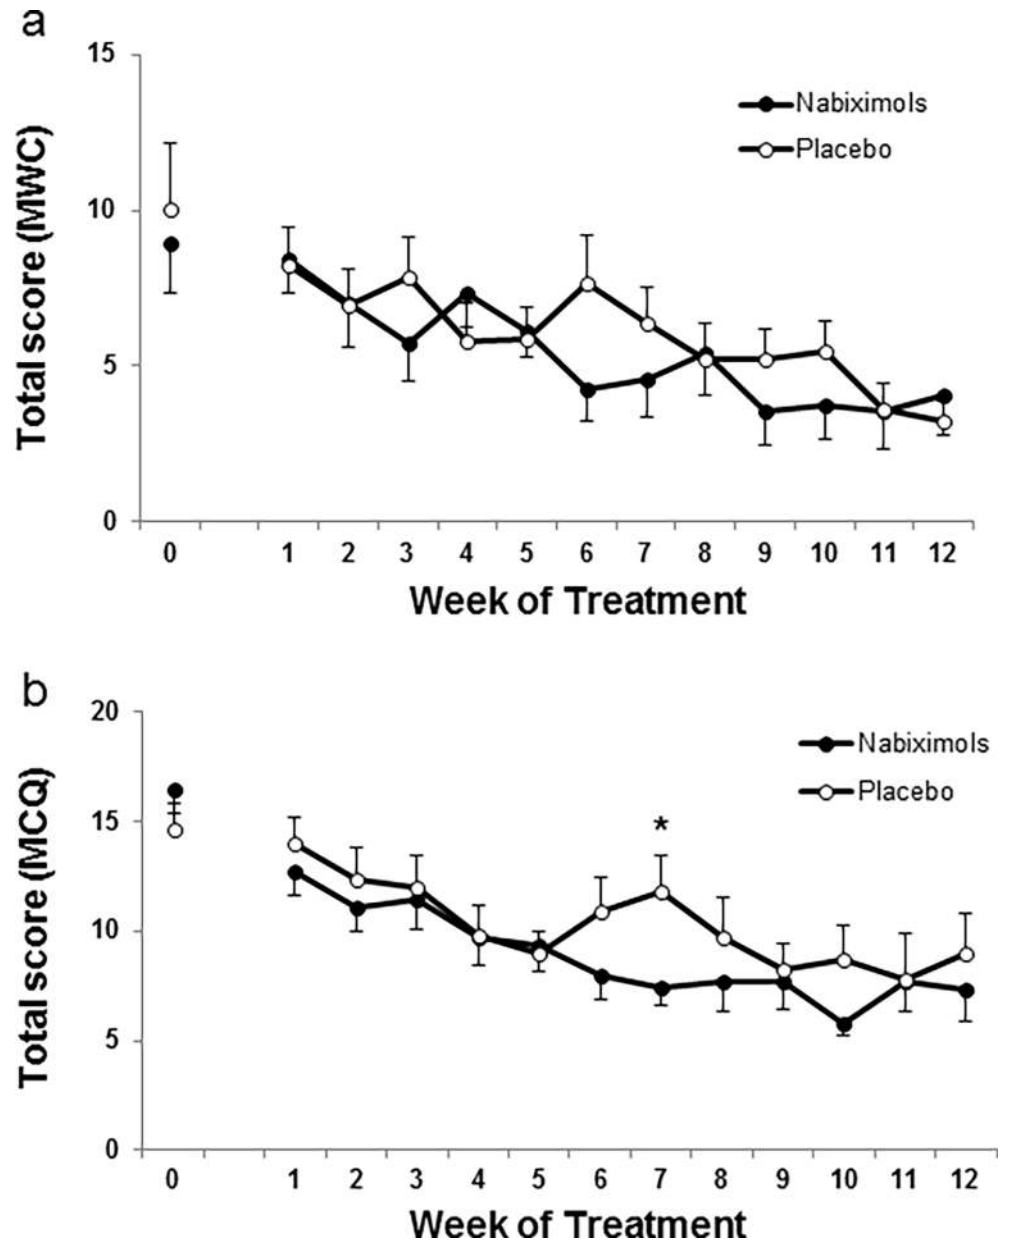 a
15
Nabiximols
Placebo
10
5
0
Total score (MWC)
0 1 2 3 4 5 6 7 8 9 10 11 12
Week of Treatment
b
20
Nabiximols
Placebo
*
15
10
5
0
Total score (MCQ)
0 1 2 3 4 5 6 7 8 9 10 11 12
Week of Treatment